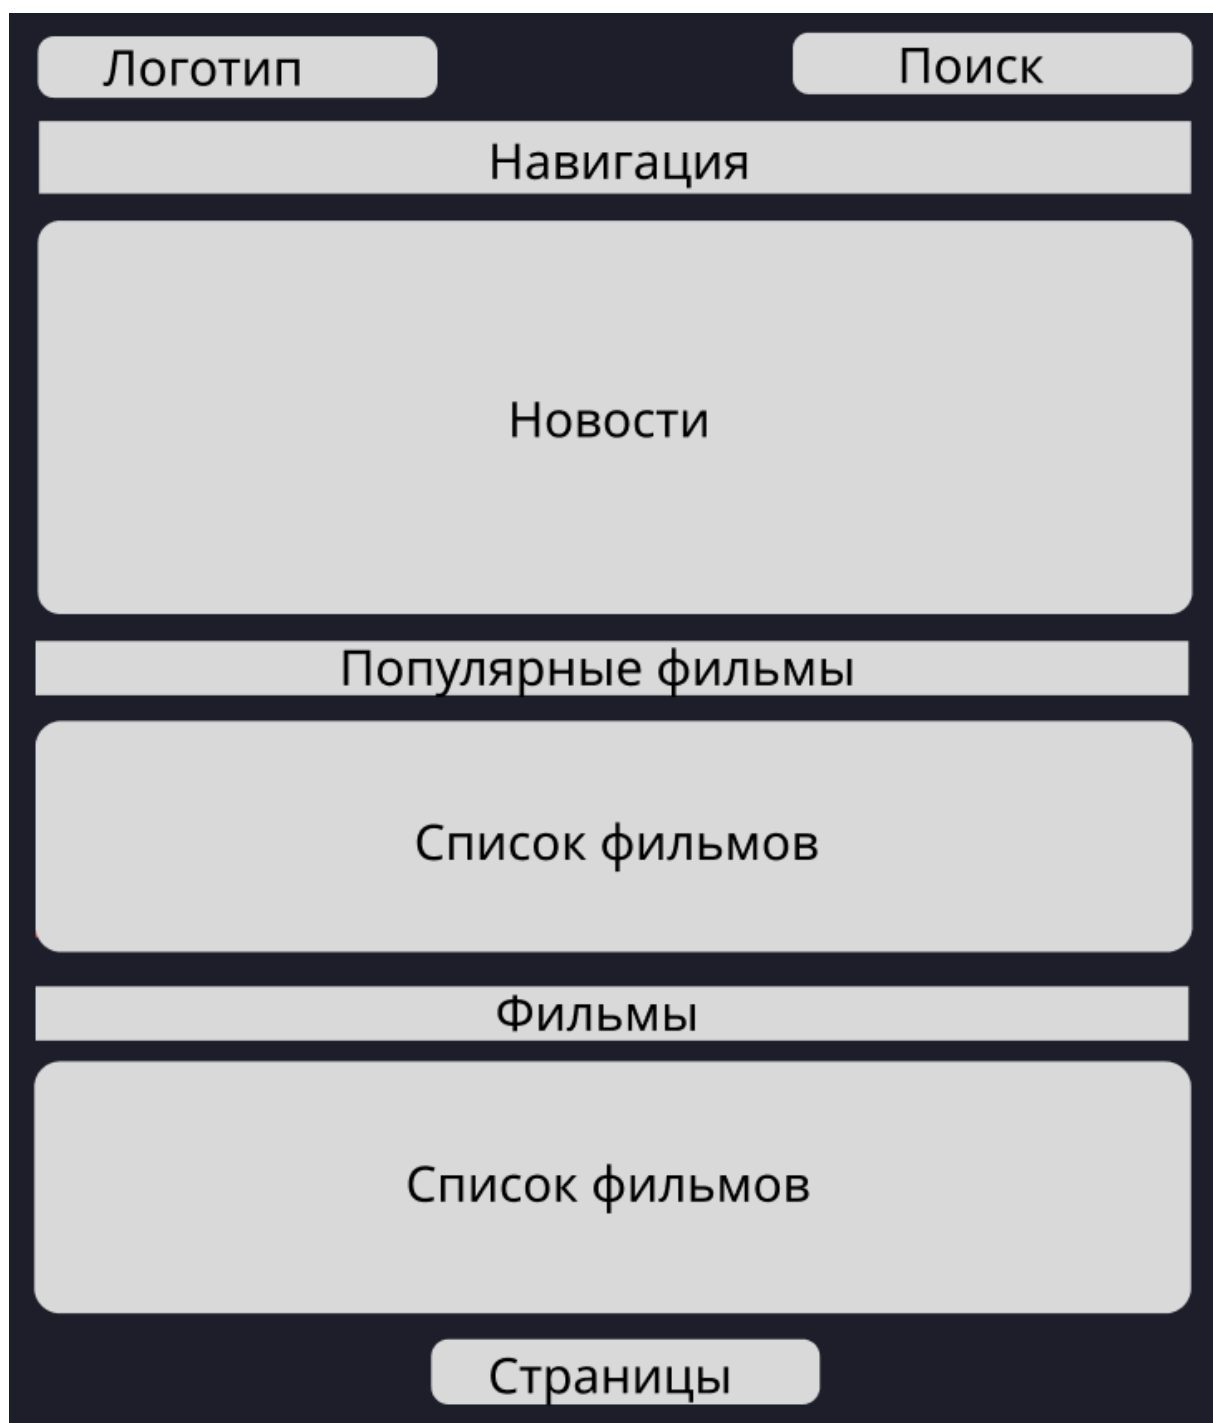 Логотип
Поиск
Навигация
Новости
Популярные фильмы
Список фильмов
Фильмы
Список фильмов
Страницы